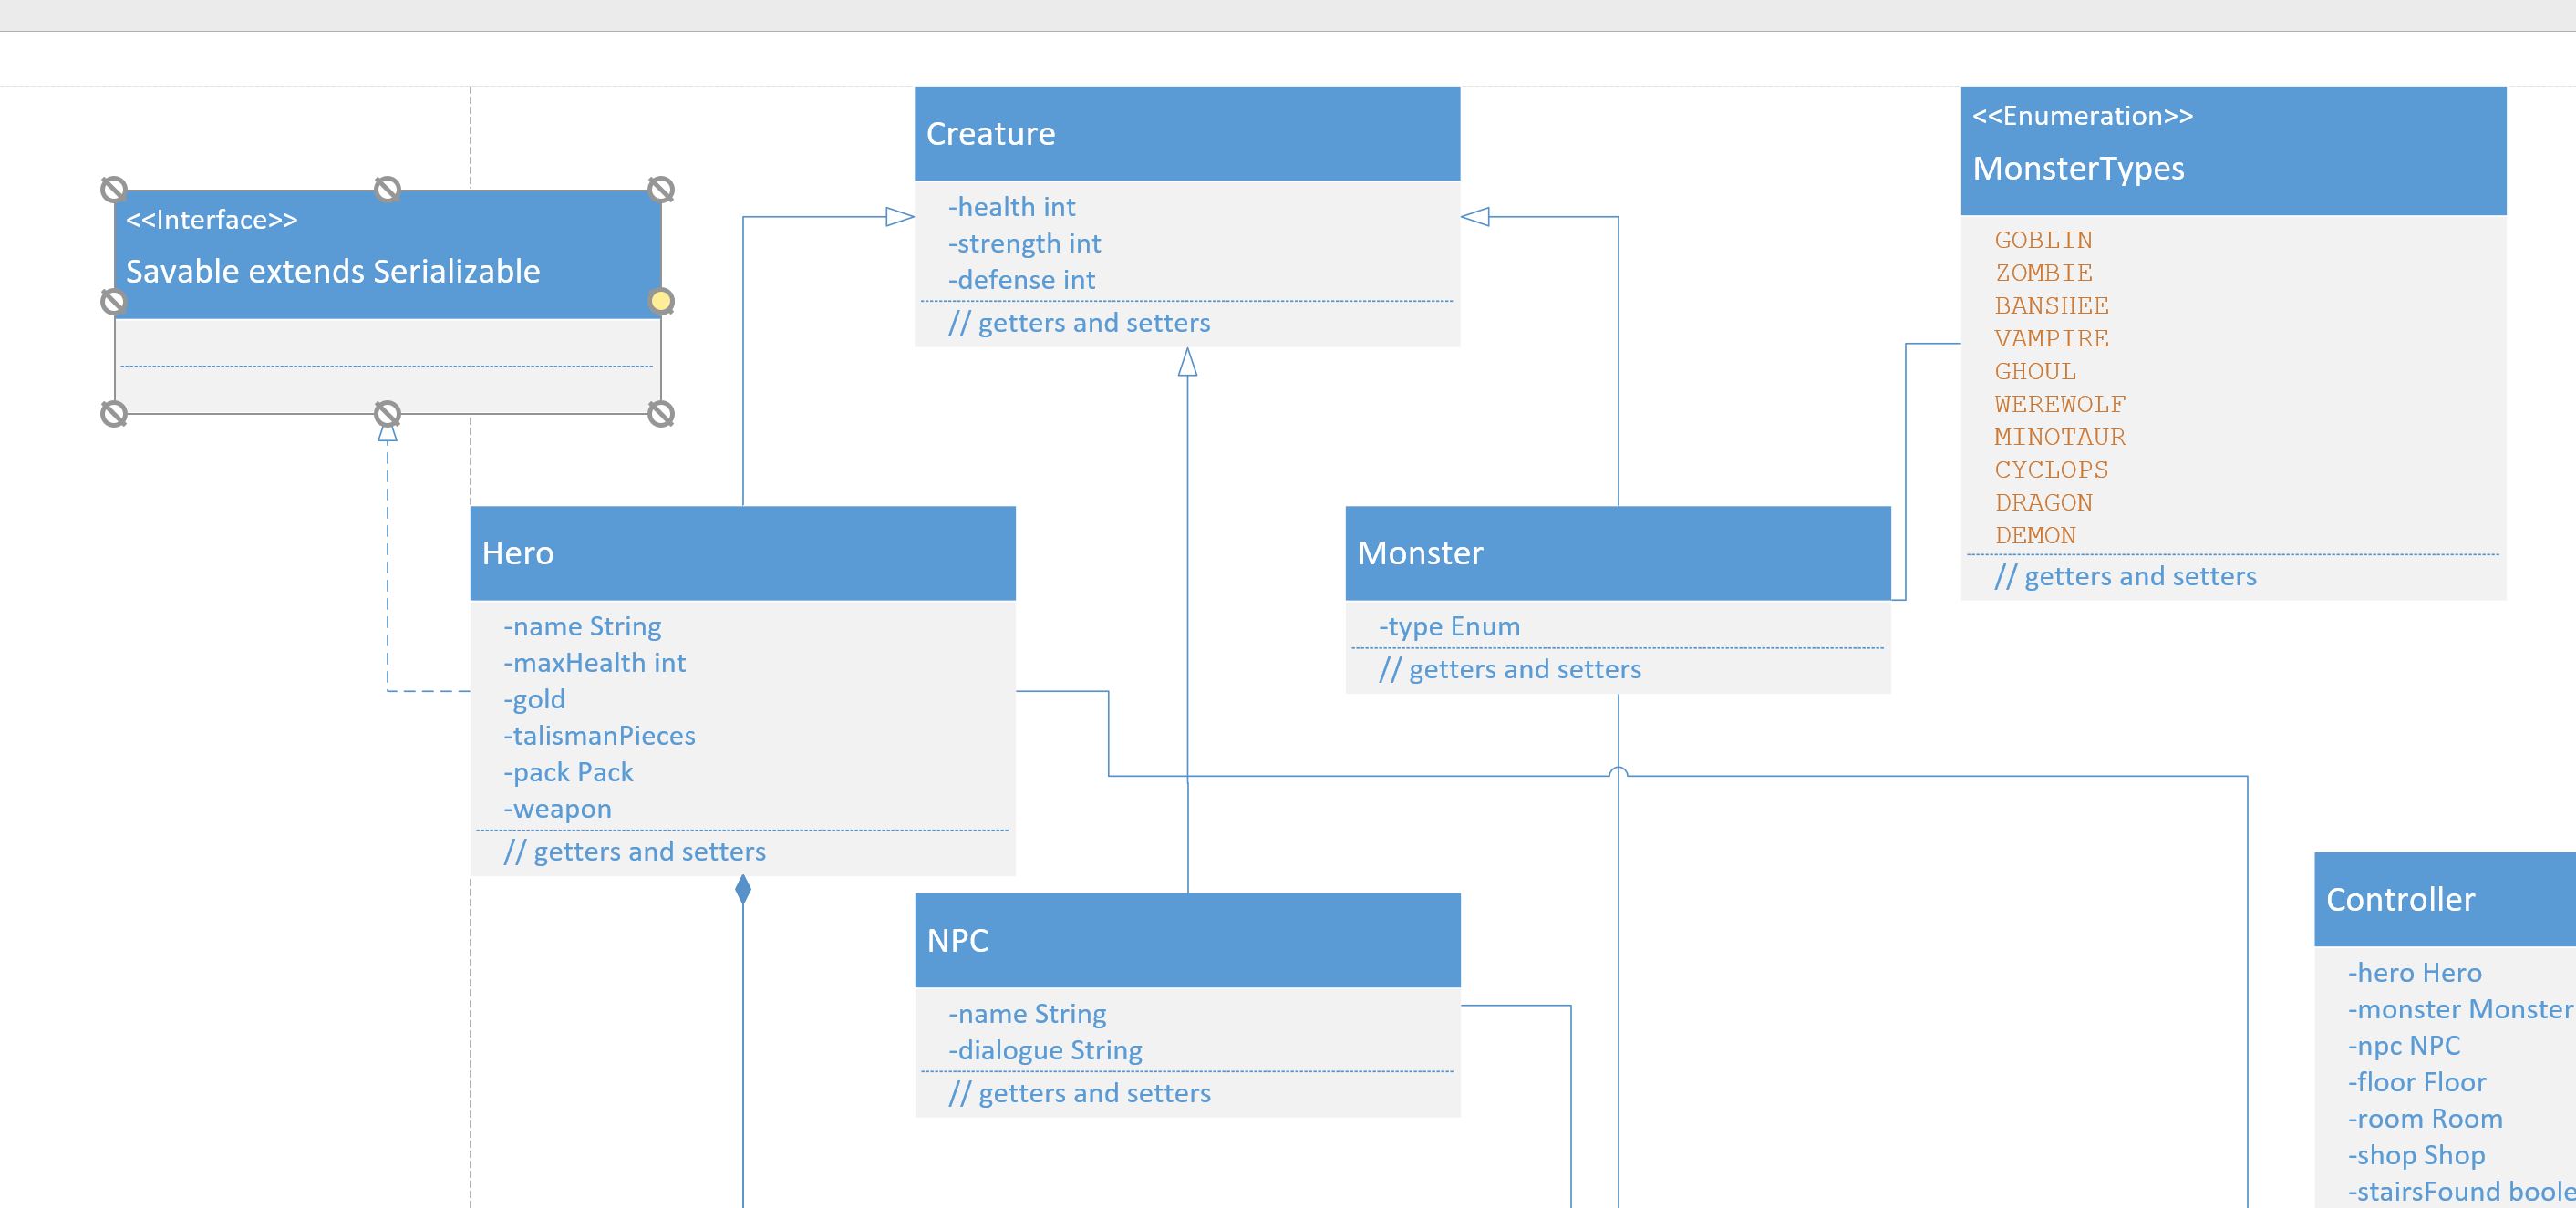 <<Interface>>
Savable extends Serializable
Creature
-health int
-strength int
-defense int
// getters and setters
<<Enumeration>>
MonsterTypes
GOBLIN
ZOMBIE
BANSHEE
VAMPIRE
GHOUL
WEREWOLF
MINOTAUR
CYCLOPS
DRAGON
DEMON
// getters and setters
Hero
-name String
-maxHealth int
-gold
-talismanPieces
-pack Pack
-weapon
// getters and setters
Monster
-type Enum
// getters and setters
NPC
-name String
-dialogue String
// getters and setters
Controller
-hero Hero
-monster Monster
-npc NPC
-floor Floor
-room Room
-shop Shop
-stairsFound boole